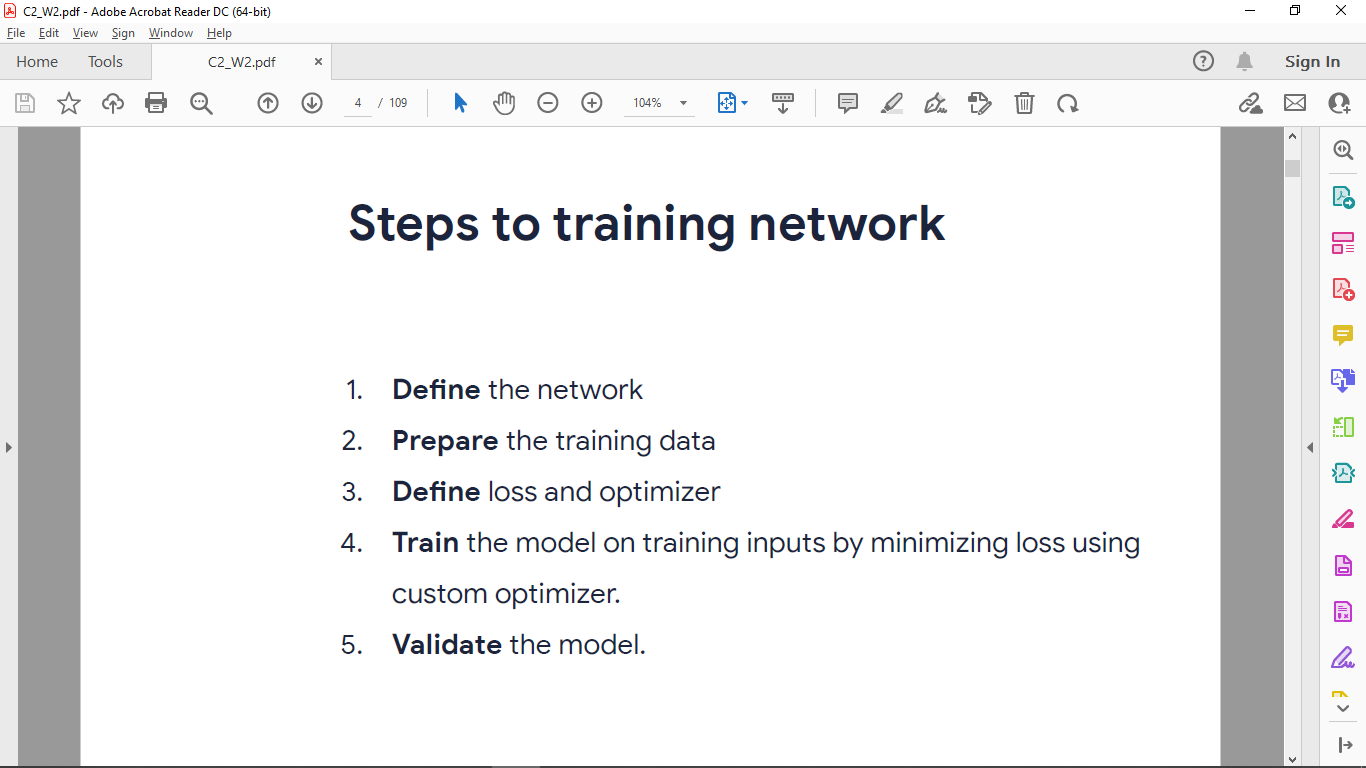 C2_W2.pdf - Adobe Acrobat Reader DC (64-bit)
File Edit View Sign Window Help
Home Tools C2_W2.pdf × Sign In
4 / 109 104%
Steps to training network
1. Define the network
2. Prepare the training data
3. Define loss and optimizer
4. Train the model on training inputs by minimizing loss using
custom optimizer.
5. Validate the model.